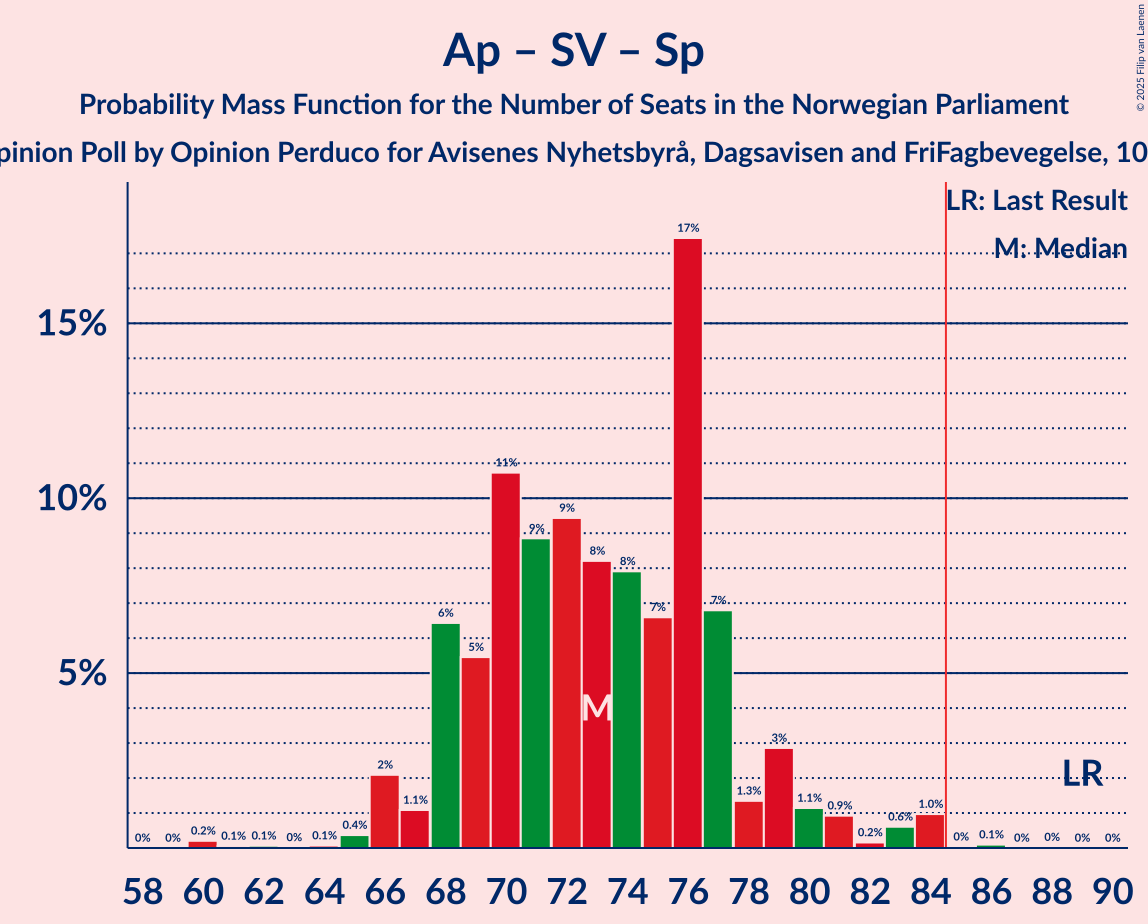 Ap – SV – Sp
Probability Mass Function for the Number of Seats in the Norwegian Parliament
pinion Poll by Opinion Perduco for Avisenes Nyhetsbyrå, Dagsavisen and FriFagbevegelse, 10
© 2025 Filip van Laenen
LR: Last Result
M: Median
15%
10%
5%
0% 0% 0.2% 0.1% 0.1% 0% 0.1% 0.4% 2% 1.1% 6% 5% 11% 9% 9% 8% 8% 7% 17% 7% 1.3% 3% 1.1% 0.9% 0.2% 0.6% 1.0% 0% 0.1% 0% 0% 0% 0%
M
LR
58 60 62 64 66 68 70 72 74 76 78 80 82 84 86 88 90